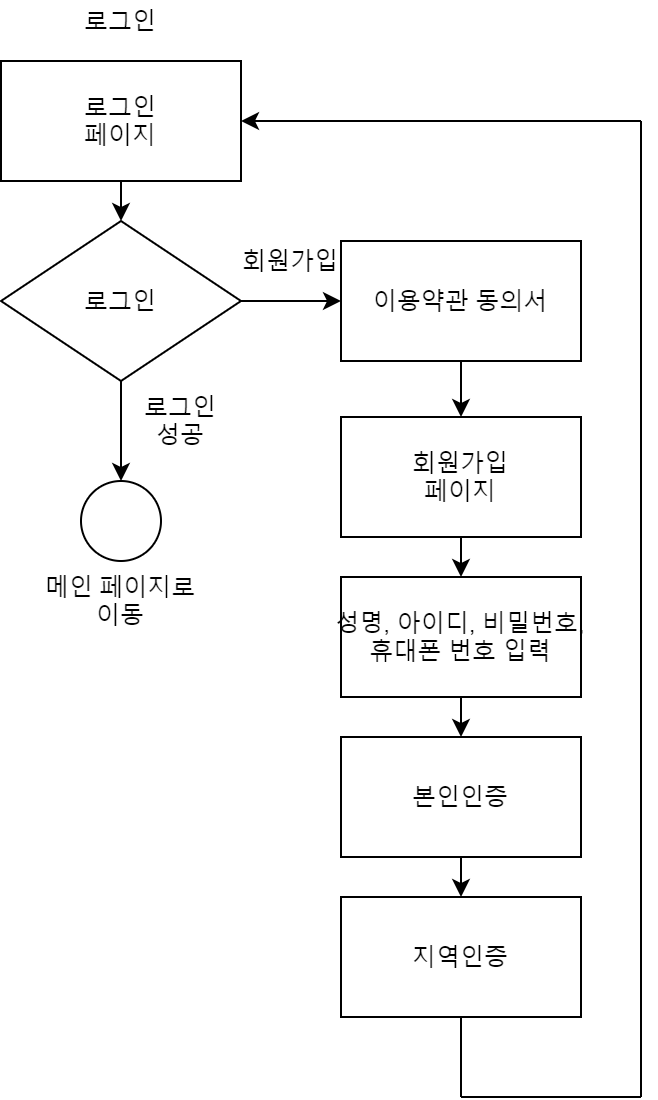 로그인
로그인
페이지
로그인
회원가입
이용약관 동의서
로그인
성공
회원가입
페이지
메인 페이지로
이동
성명, 아이디, 비밀번호,
휴대폰 번호 입력
본인인증
지역인증